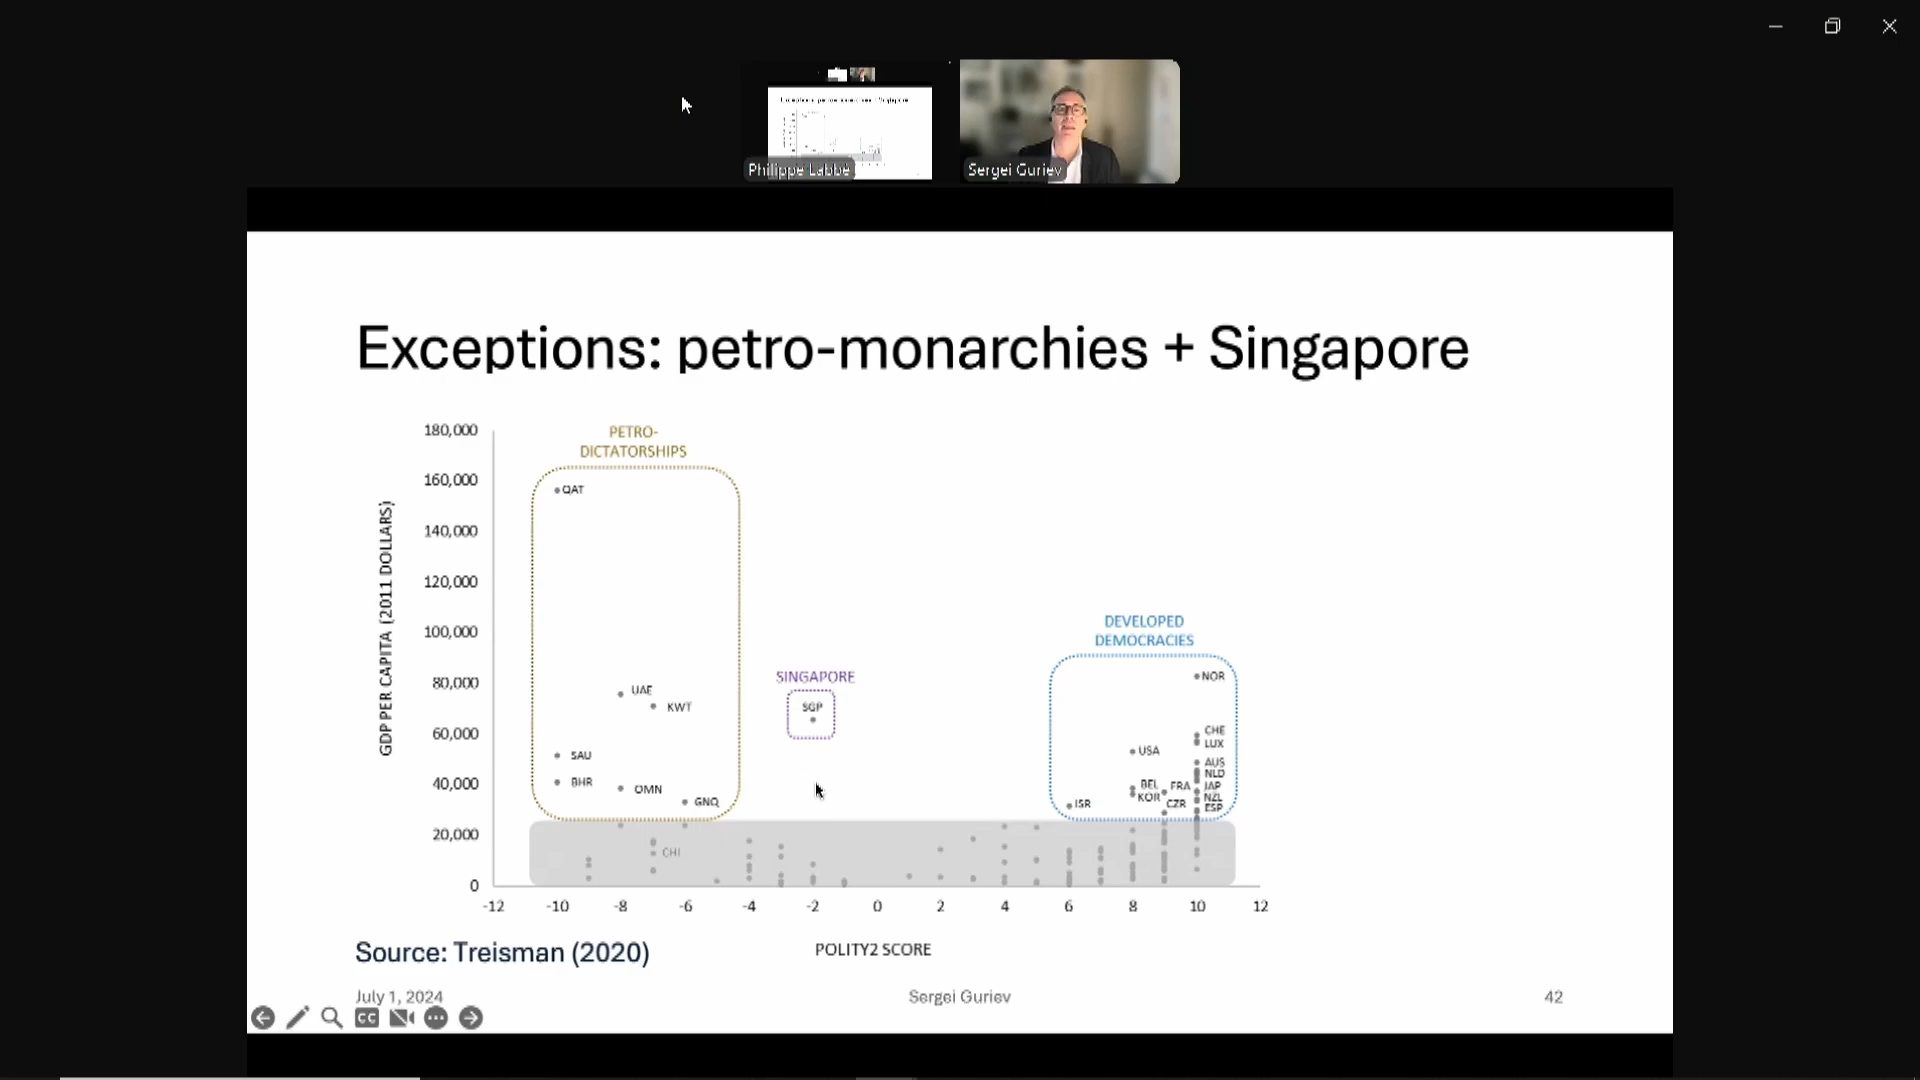 Philippe Labbé
Sergei Guriev
Exceptions: petro-monarchies + Singapore
PETRO-
DICTATORSHIPS
DEVELOPED
DEMOCRACIES
SINGAPORE
GDP PER CAPITA (2011 DOLLARS)
180,000
160,000
140,000
120,000
100,000
80,000
60,000
40,000
20,000
0
QAT
UAE
KWT
SAU
BHR
OMN
GNQ
CHI
SGP
NOR
CHE
LUX
USA
AUS
NLD
BEL
FRA
JAP
KOR
NZL
ISR
CZR
ESP
-12 -10 -8 -6 -4 -2 0 2 4 6 8 10 12
POLITY2 SCORE
Source: Treisman (2020)
July 1, 2024
Sergei Guriev
42
CC